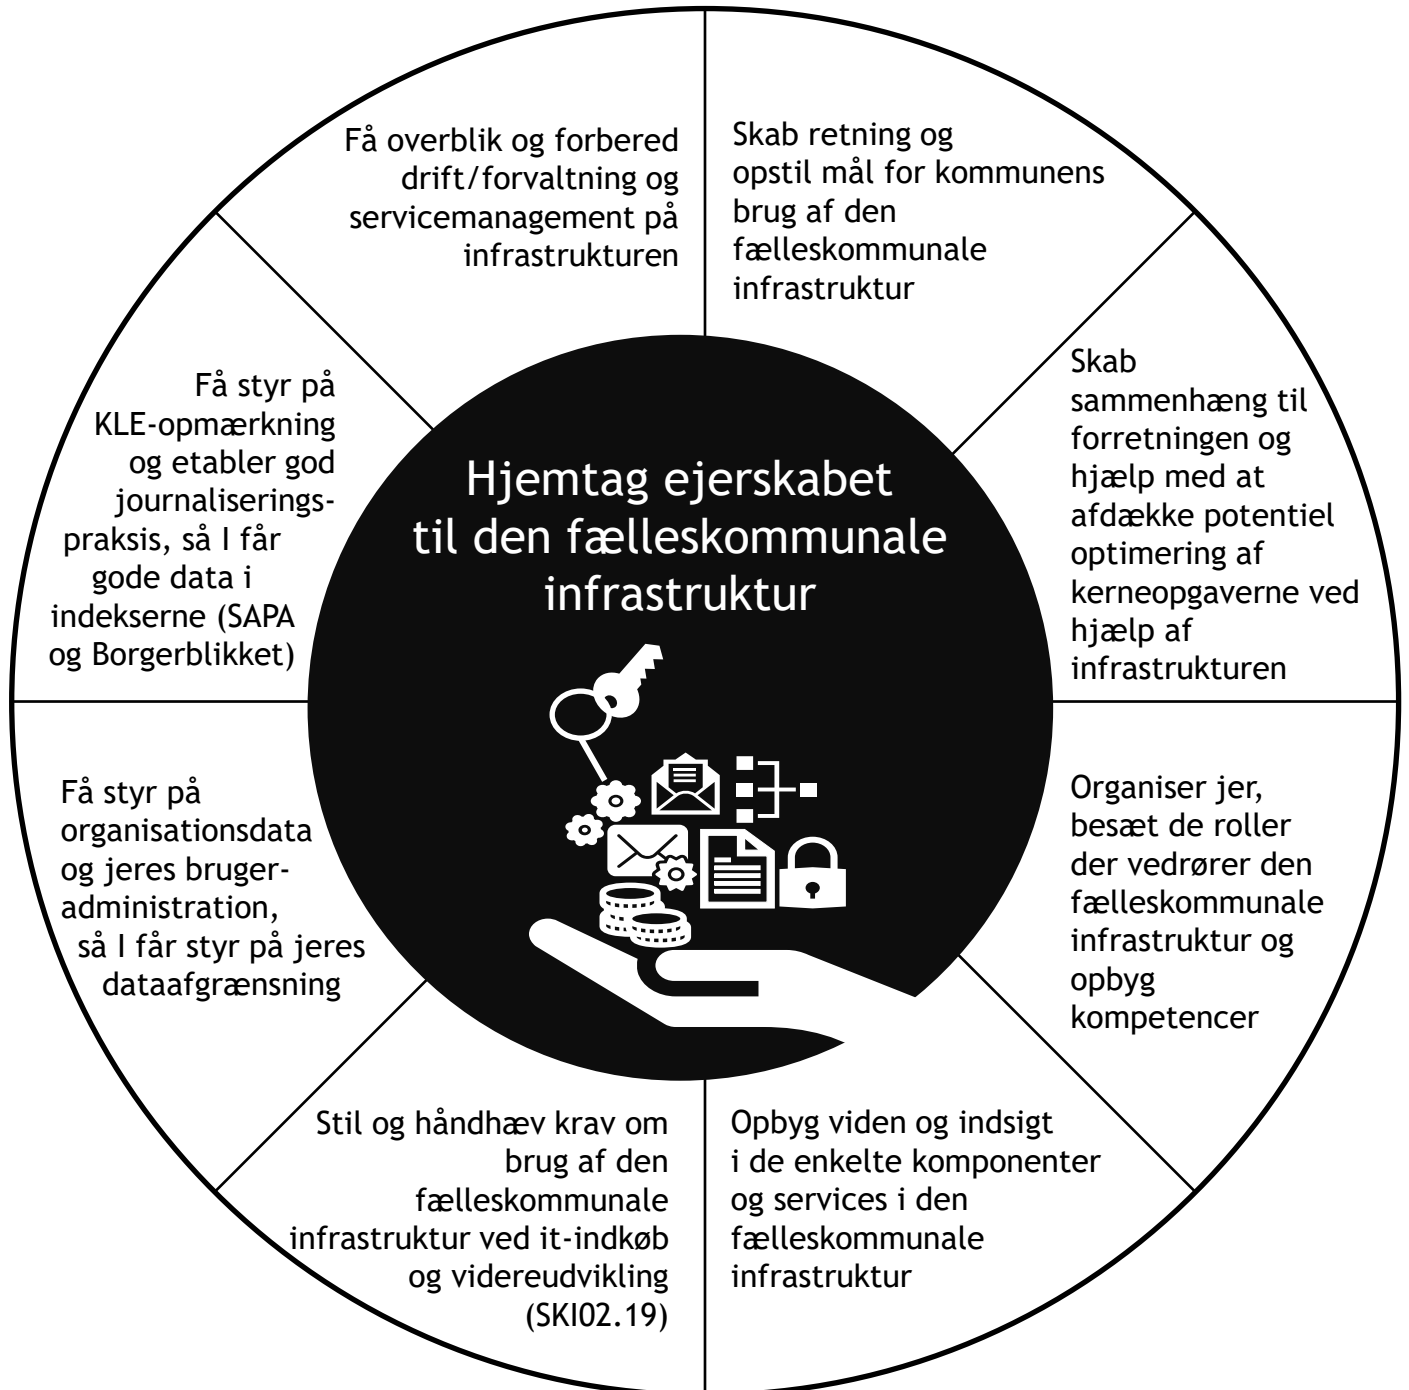 Hjemtag ejerskabet
til den fælleskommunale
infrastruktur
Skab retning og
opstil mål for kommunens
brug af den
fælleskommunale
infrastruktur
Skab
sammenhæng til
forretningen og
hjælp med at
afdække potentiel
optimering af
kerneopgaverne ved
hjælp af
infrastrukturen
Organiser jer,
besæt de roller
der vedrører den
fælleskommunale
infrastruktur og
opbyg
kompetencer
Opbyg viden og indsigt
i de enkelte komponenter
og services i den
fælleskommunale
infrastruktur
Stil og håndhæv krav om
brug af den
fælleskommunale
infrastruktur ved it-indkøb
og videreudvikling
(SKI02.19)
Få styr på
organisationsdata
og jeres bruger-
administration,
så I får styr på jeres
dataafgrænsning
Få styr på
KLE-opmærkning
og etabler god
journaliserings-
praksis, så I får
gode data i
indekserne (SAPA
og Borgerblikket)
Få overblik og forbered
drift/forvaltning og
servicemanagement på
infrastrukturen